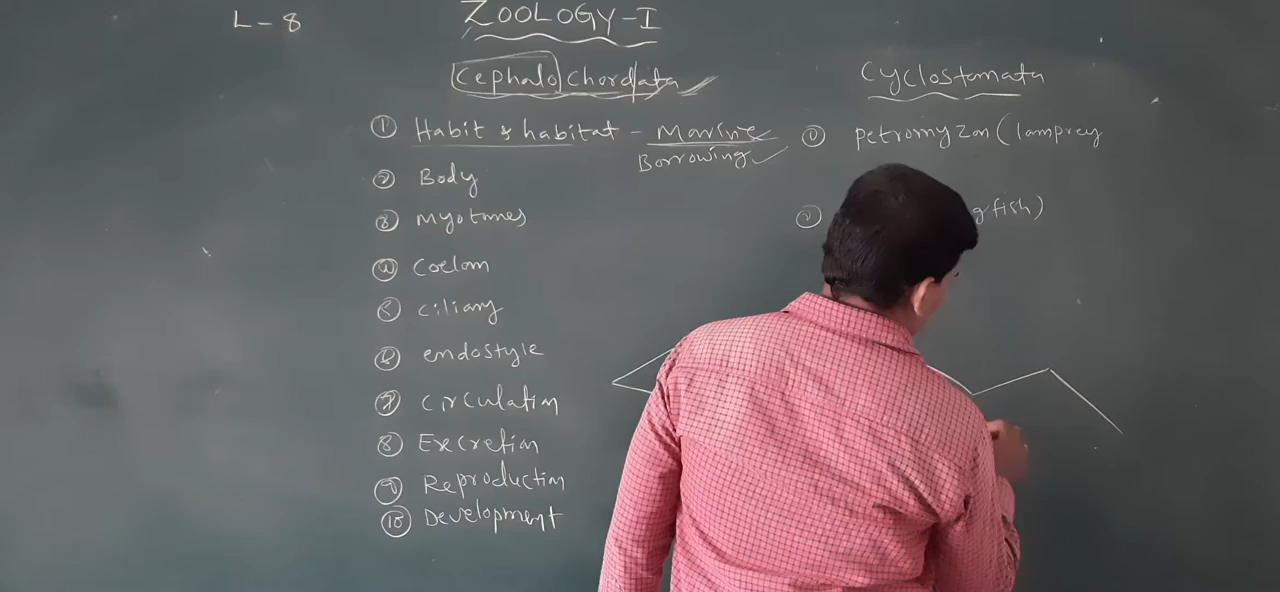 L - 8
ZOOLOGY-I
Cephalochordata
① Habit & habitat - Marine
Borrowing
② Body
③ Myotomes
④ Coelom
⑤ ciliary
⑥ endostyle
⑦ circulation
⑧ Excretion
⑨ Reproduction
⑩ Development
Cyclostomata
① petromyzon (lamprey
② gfish)